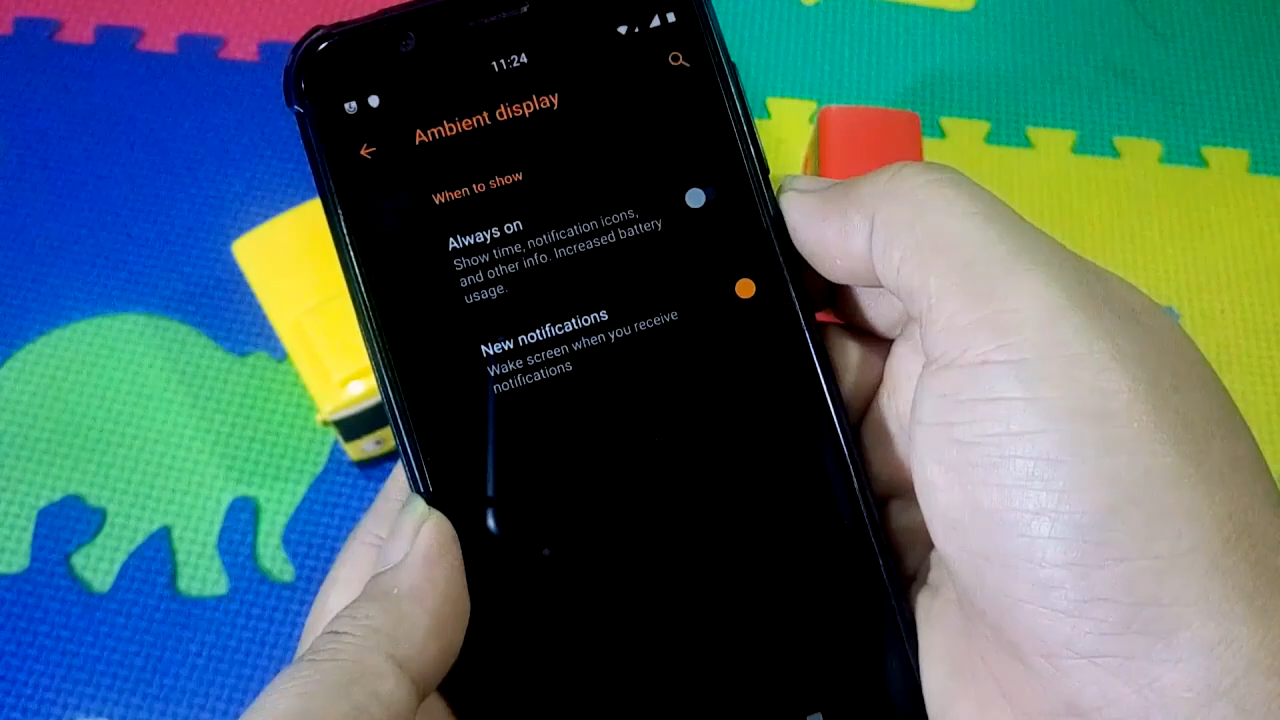 11:24
Ambient display
When to show
Always on
Show time, notification icons,
and other info. Increased battery
usage.
New notifications
Wake screen when you receive
notifications